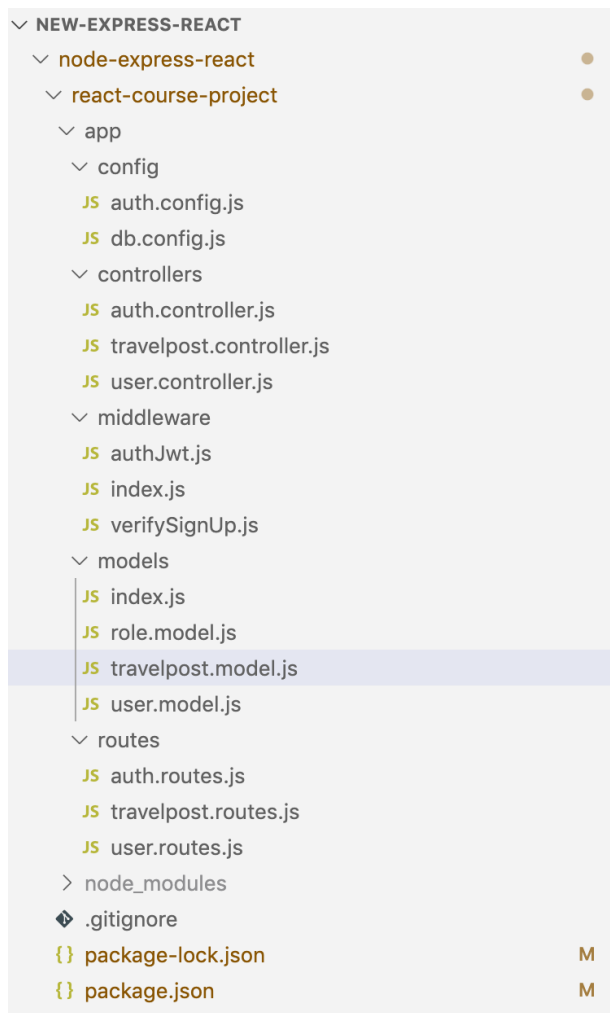 NEW-EXPRESS-REACT
node-express-react
react-course-project
app
config
JS auth.config.js
JS db.config.js
controllers
JS auth.controller.js
JS travelpost.controller.js
JS user.controller.js
middleware
JS authJwt.js
JS index.js
JS verifySignUp.js
models
JS index.js
JS role.model.js
JS travelpost.model.js
JS user.model.js
routes
JS auth.routes.js
JS travelpost.routes.js
JS user.routes.js
node_modules
.gitignore
{} package-lock.json M
{} package.json M